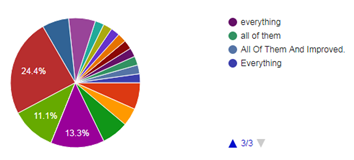 everything
all of them
All Of Them And Improved.
Everything
24.4%
11.1%
13.3%
▲ 3/3 ▼